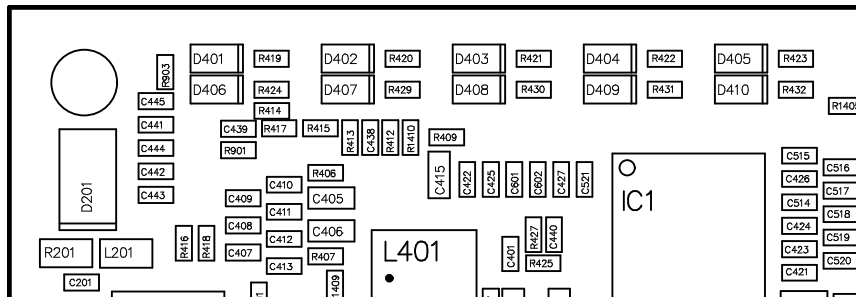 D401 R419 D402 R420 D403 R421 D404 R422 D405 R423
R903
D406 R424 D407 R429 D408 R430 D409 R431 D410 R432
C445 R414 R1405
C441 C439 R417 R415 R413 C438 R412 R1410 R409
C444 R901 C515
C442 R406 C415 C422 C425 C601 C602 C427 C521 C516
C410 C426
C443 C409 C405 IC1 C517
D201 C411 C514 C518
C408 C406 C424
R416 R418 C412 R427 C440 C519
R201 L201 C407 R407 L401 C401 C423
C413 R425 C520
C201 C421